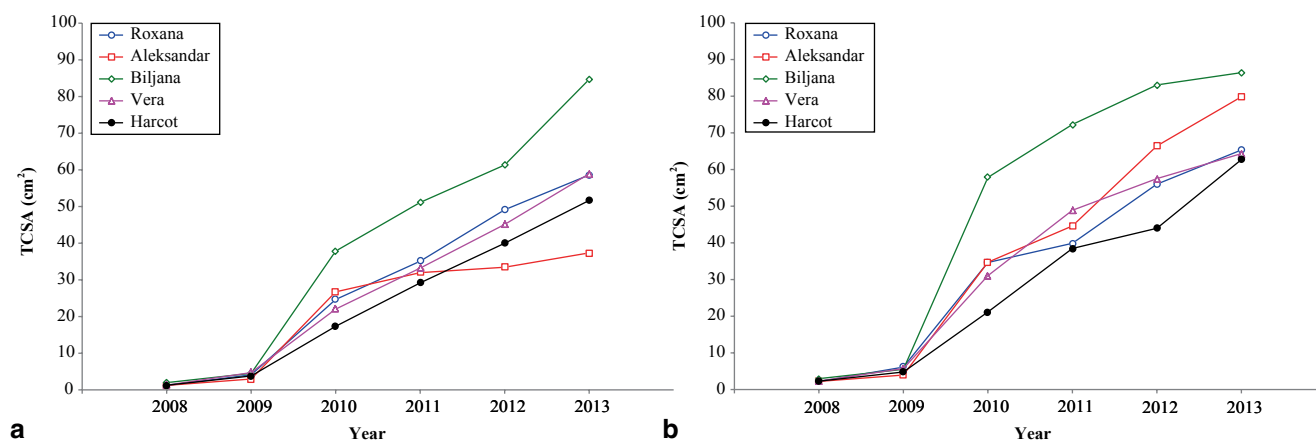 100
90
80
70
60
50
40
30
20
10
0
TCSA (cm²)
Roxana
Aleksandar
Biljana
Vera
Harcot
2008 2009 2010 2011 2012 2013
Year
a
100
90
80
70
60
50
40
30
20
10
0
TCSA (cm²)
Roxana
Aleksandar
Biljana
Vera
Harcot
2008 2009 2010 2011 2012 2013
Year
b